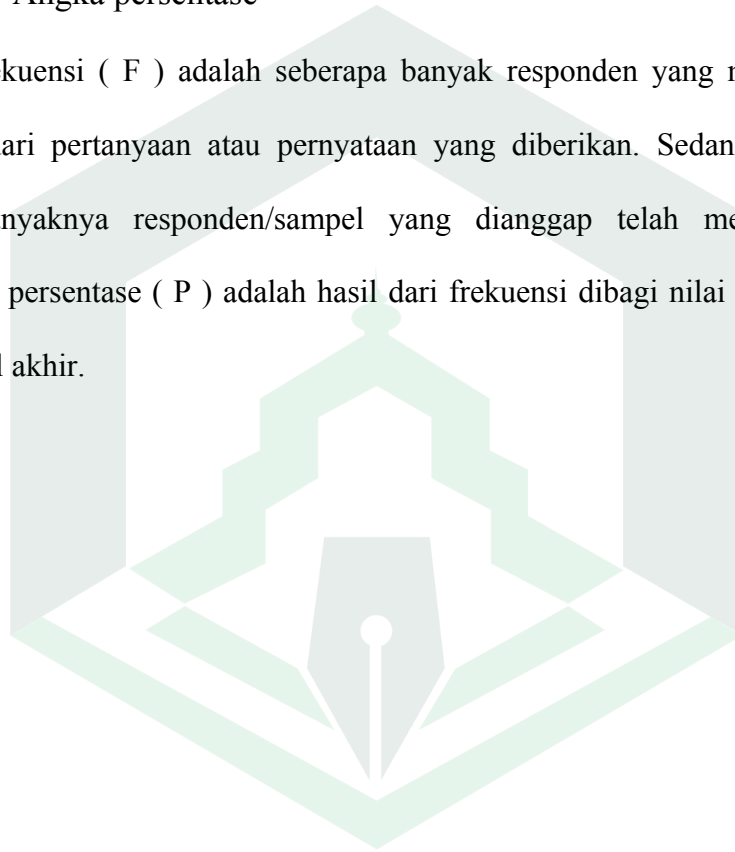 Angka persentase
ekuensi ( F ) adalah seberapa banyak responden yang
ari pertanyaan atau pernyataan yang diberikan. Sedan
nyaknya responden/sampel yang dianggap telah me
persentase ( P ) adalah hasil dari frekuensi dibagi nilai
akhir.